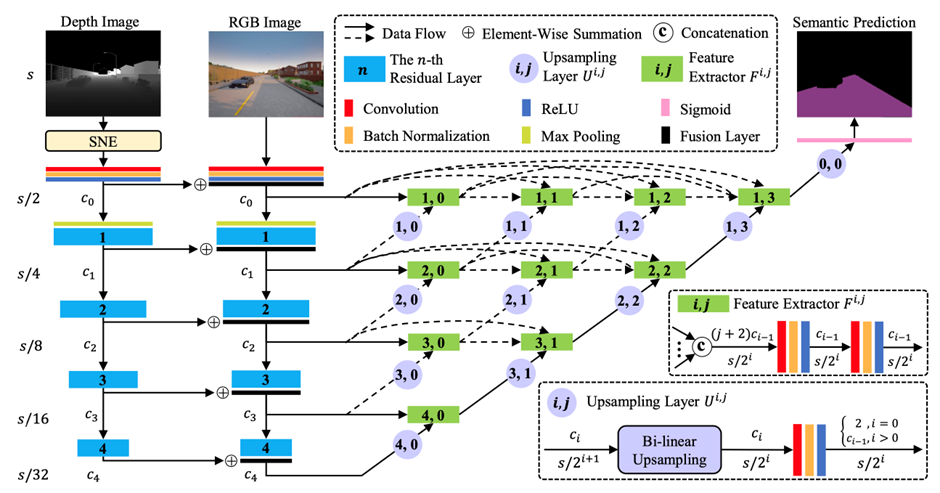 Depth Image
RGB Image
Semantic Prediction
s
Data Flow
⊕ Element-Wise Summation
c Concatenation
n The n-th Residual Layer
i,j Upsampling Layer U^{i,j}
i,j Feature Extractor F^{i,j}
Convolution
ReLU
Sigmoid
Batch Normalization
Max Pooling
Fusion Layer
SNE
0, 0
s/2
c_0
⊕
c_0
1, 0
1, 1
1, 2
1, 3
1, 0
1, 1
1, 2
1, 3
1
⊕
1
s/4
c_1
c_1
2, 0
2, 1
2, 2
2, 0
2, 1
2, 2
2
⊕
2
s/8
c_2
c_2
3, 0
3, 1
3, 0
3, 1
3
⊕
3
s/16
c_3
c_3
4, 0
4, 0
4
⊕
4
s/32
c_4
c_4
i,j Feature Extractor F^{i,j}
c
(j + 2)c_{i-1}
s/2^i
c_{i-1}
s/2^i
c_{i-1}
s/2^i
i,j Upsampling Layer U^{i,j}
c_i
s/2^{i+1}
Bi-linear
Upsampling
c_i
s/2^i
{ 2 , i = 0
c_{i-1}, i > 0
s/2^i